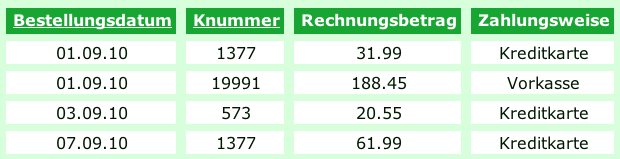 Bestellungsdatum Knummer Rechnungsbetrag Zahlungsweise
01.09.10 1377 31.99 Kreditkarte
01.09.10 19991 188.45 Vorkasse
03.09.10 573 20.55 Kreditkarte
07.09.10 1377 61.99 Kreditkarte